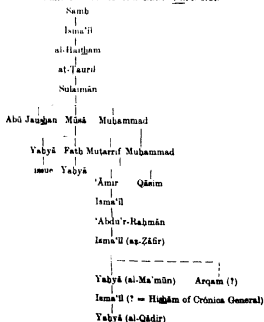 Samb
Isma'il
al-Haitham
at-Tauril
Sulaimān
Abū Jaushan Mūsā Muḥammad
Yaḥyā Fatḥ Muṭarrif Muḥammad
issue Yaḥyā
'Āmir Qāsim
Isma'il
'Abdu'r-Raḥmān
Isma'il (aẓ-Ẓāfir)
Yaḥyā (al-Ma'mūn) Arqam (?)
Isma'il (? = Hishām of Crónica General)
Yaḥyā (al-Qādir)